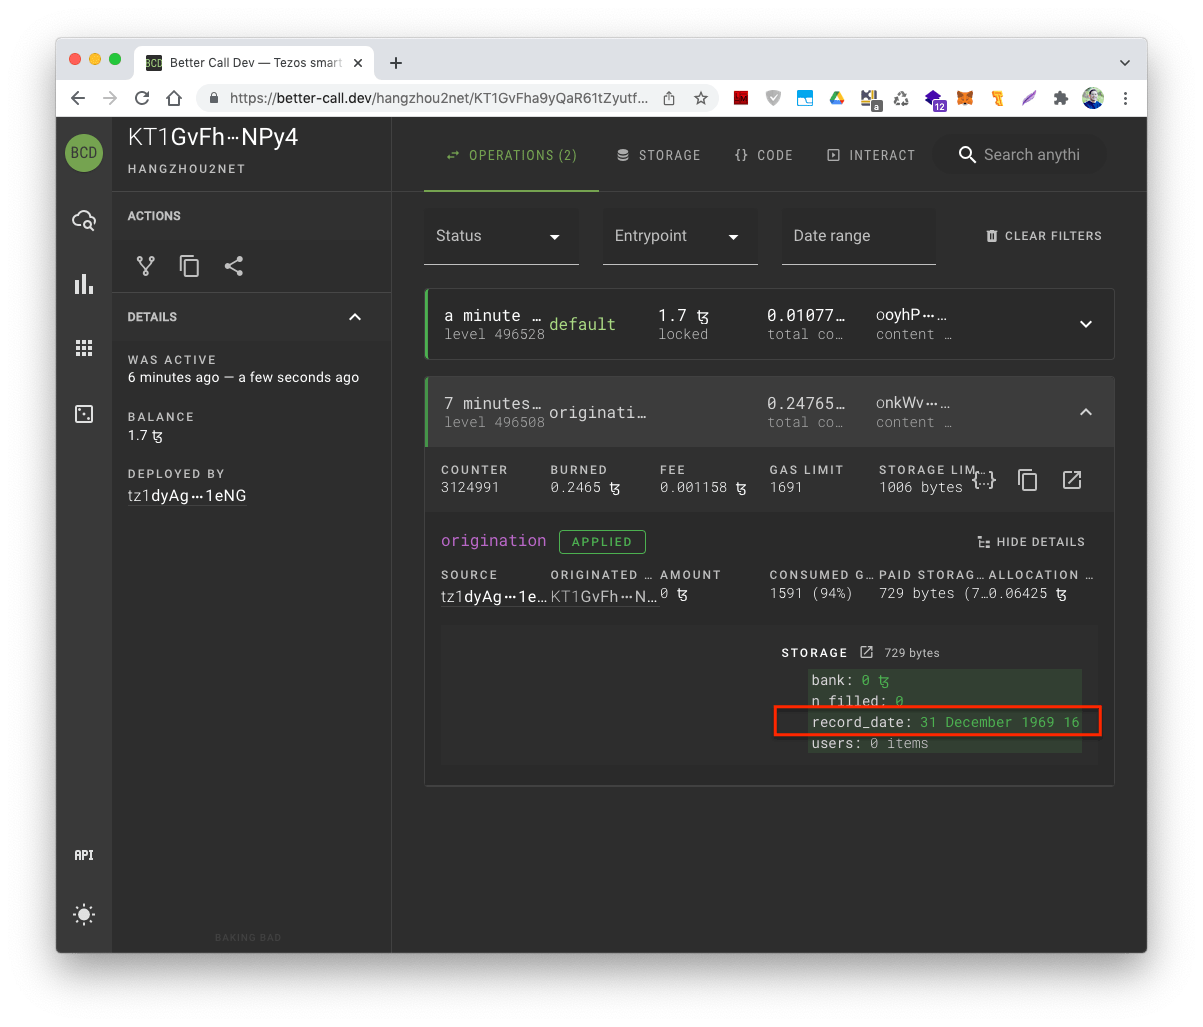 BCD Better Call Dev — Tezos smart
https://better-call.dev/hangzhou2net/KT1GvFha9yQaR61tZyutf...
a
12
BCD
KT1GvFh···NPy4
HANGZHOU2NET
OPERATIONS (2)
STORAGE
{} CODE
INTERACT
Search anythi
ACTIONS
Status
Entrypoint
Date range
CLEAR FILTERS
DETAILS
WAS ACTIVE
6 minutes ago — a few seconds ago
BALANCE
1.7 ꜩ
DEPLOYED BY
tz1dyAg···1eNG
a minute … default 1.7 ꜩ 0.01077… ooyhP···…
level 496528 locked total co… content …
7 minutes… originati… 0.24765… onkWv···…
level 496508 total co… content …
COUNTER BURNED FEE GAS LIMIT STORAGE LIM…
3124991 0.2465 ꜩ 0.001158 ꜩ 1691 1006 bytes {...}
origination APPLIED HIDE DETAILS
SOURCE ORIGINATED … AMOUNT CONSUMED G… PAID STORAG… ALLOCATION …
tz1dyAg···1e… KT1GvFh···N… 0 ꜩ 1591 (94%) 729 bytes (7… 0.06425 ꜩ
STORAGE 729 bytes
bank: 0 ꜩ
n_filled: 0
record_date: 31 December 1969 16
users: 0 items
API
BAKING BAD